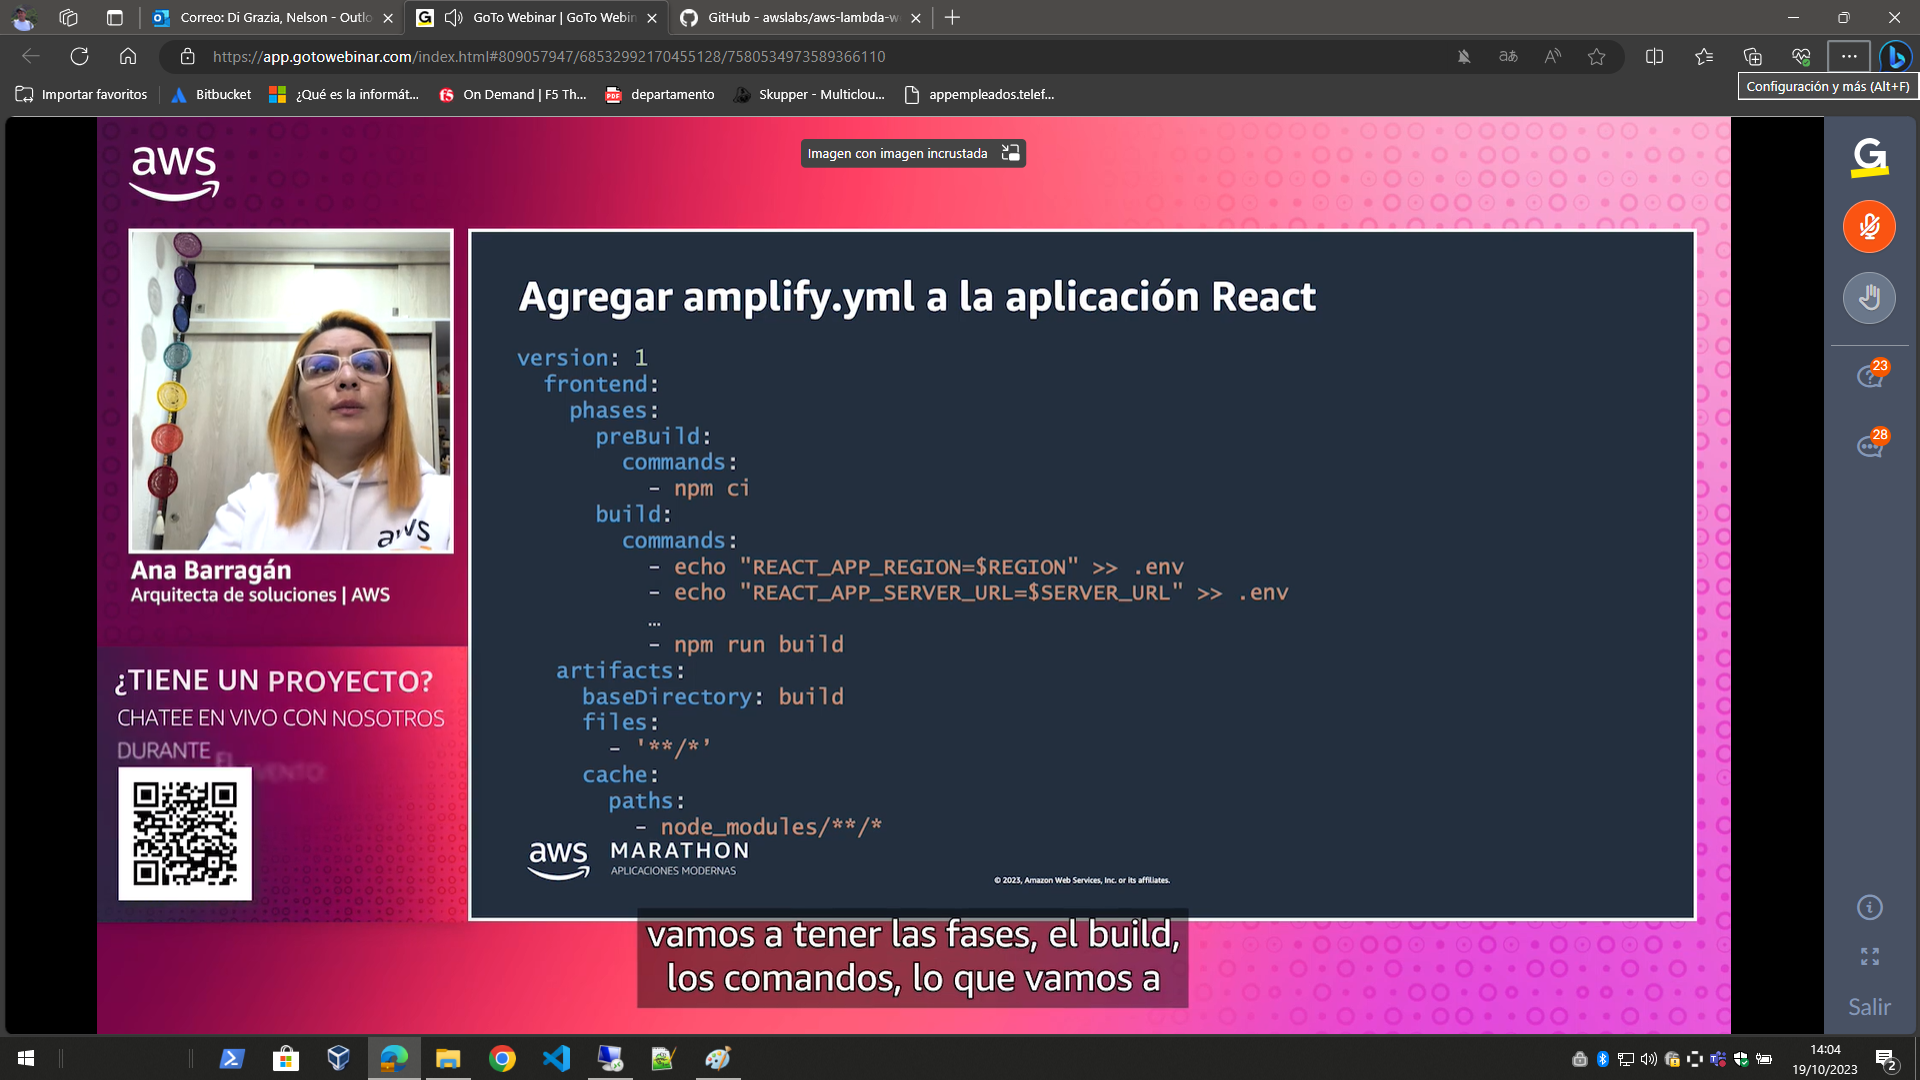 Correo: Di Grazia, Nelson - Outlo
GoTo Webinar | GoTo Webin
GitHub - awslabs/aws-lambda-w
https://app.gotowebinar.com/index.html#809057947/68532992170455128/7580534973589366110
Importar favoritos
Bitbucket
¿Qué es la informát...
On Demand | F5 Th...
departamento
Skupper - Multiclou...
appempleados.telef...
Configuración y más (Alt+F)
aws
Imagen con imagen incrustada
Agregar amplify.yml a la aplicación React
version: 1
frontend:
phases:
preBuild:
commands:
- npm ci
build:
commands:
- echo "REACT_APP_REGION=$REGION" >> .env
- echo "REACT_APP_SERVER_URL=$SERVER_URL" >> .env
…
- npm run build
artifacts:
baseDirectory: build
files:
- '**/*’
cache:
paths:
- node_modules/**/*
aws
MARATHON
APLICACIONES MODERNAS
© 2023, Amazon Web Services, Inc. or its affiliates.
aws
Ana Barragán
Arquitecta de soluciones | AWS
¿TIENE UN PROYECTO?
CHATEE EN VIVO CON NOSOTROS
DURANTE EL EVENTO:
vamos a tener las fases, el build,
los comandos, lo que vamos a
23
28
Salir
14:04
19/10/2023
2